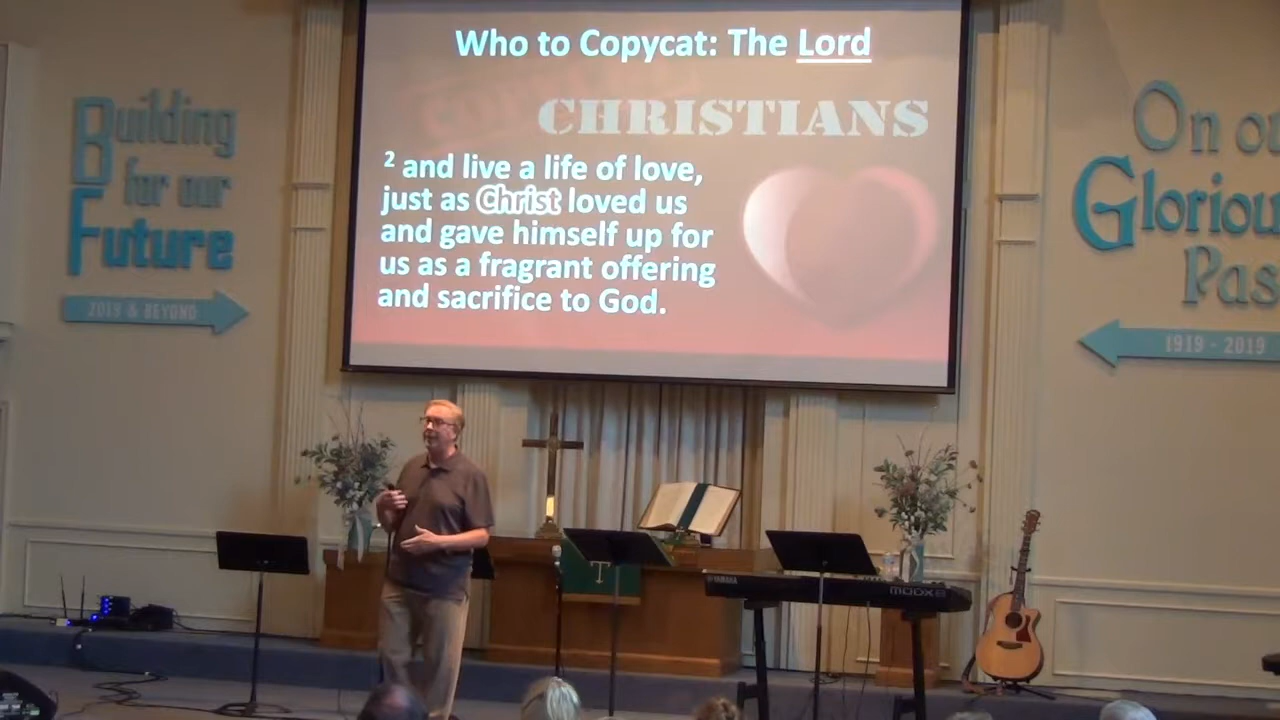 Who to Copycat: The Lord
CHRISTIANS
2 and live a life of love,
just as Christ loved us
and gave himself up for
us as a fragrant offering
and sacrifice to God.
Building
for our
Future
2019 & BEYOND
On ou
Gloriou
Pas
1919 - 2019
YAMAHA
MODX8
T